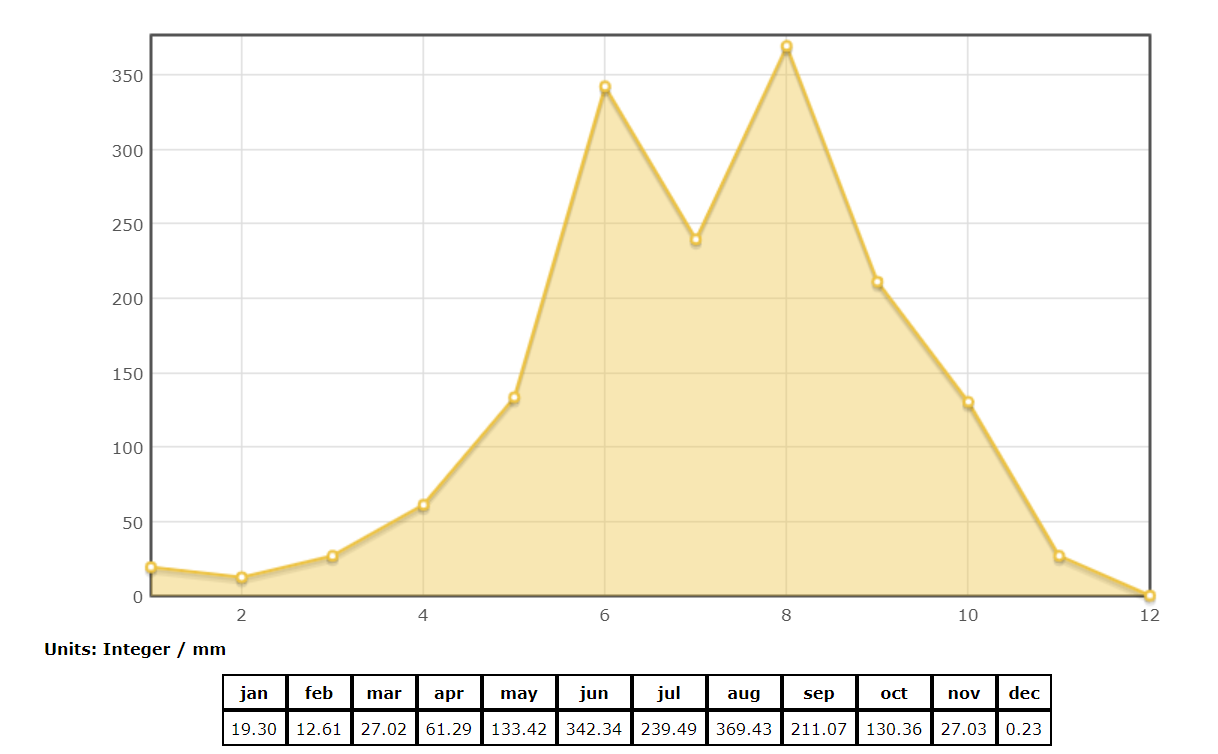 350
300
250
200
150
100
50
0
2 4 6 8 10 12
Units: Integer / mm
jan feb mar apr may jun jul aug sep oct nov dec
19.30 12.61 27.02 61.29 133.42 342.34 239.49 369.43 211.07 130.36 27.03 0.23